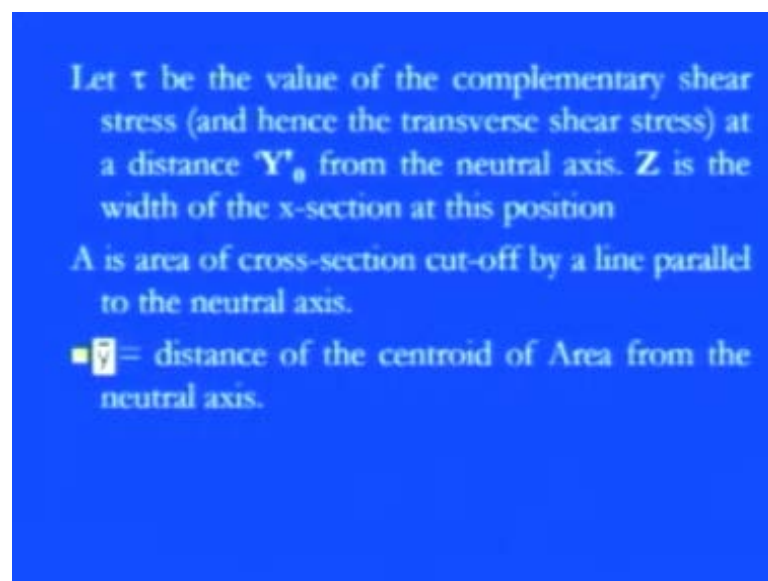 Let τ be the value of the complementary shear
stress (and hence the transverse shear stress) at
a distance 'Y'₀ from the neutral axis. Z is the
width of the x-section at this position
A is area of cross-section cut-off by a line parallel
to the neutral axis.
ȳ = distance of the centroid of Area from the
neutral axis.